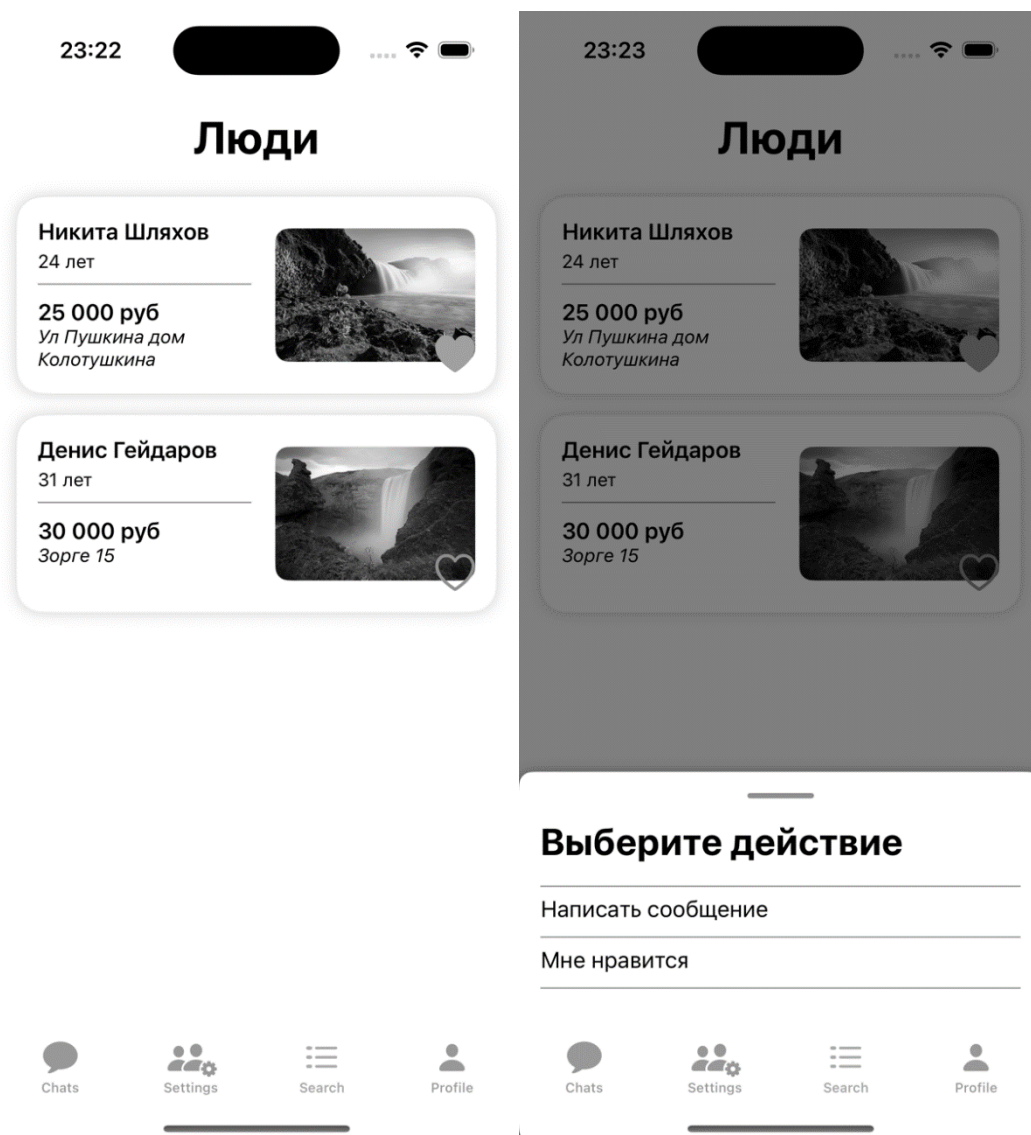 23:22
Люди
Никита Шляхов
24 лет
25 000 руб
Ул Пушкина дом
Колотушкина
Денис Гейдаров
31 лет
30 000 руб
Зорге 15
Chats Settings Search Profile
23:23
Люди
Никита Шляхов
24 лет
25 000 руб
Ул Пушкина дом
Колотушкина
Денис Гейдаров
31 лет
30 000 руб
Зорге 15
Выберите действие
Написать сообщение
Мне нравится
Chats Settings Search Profile